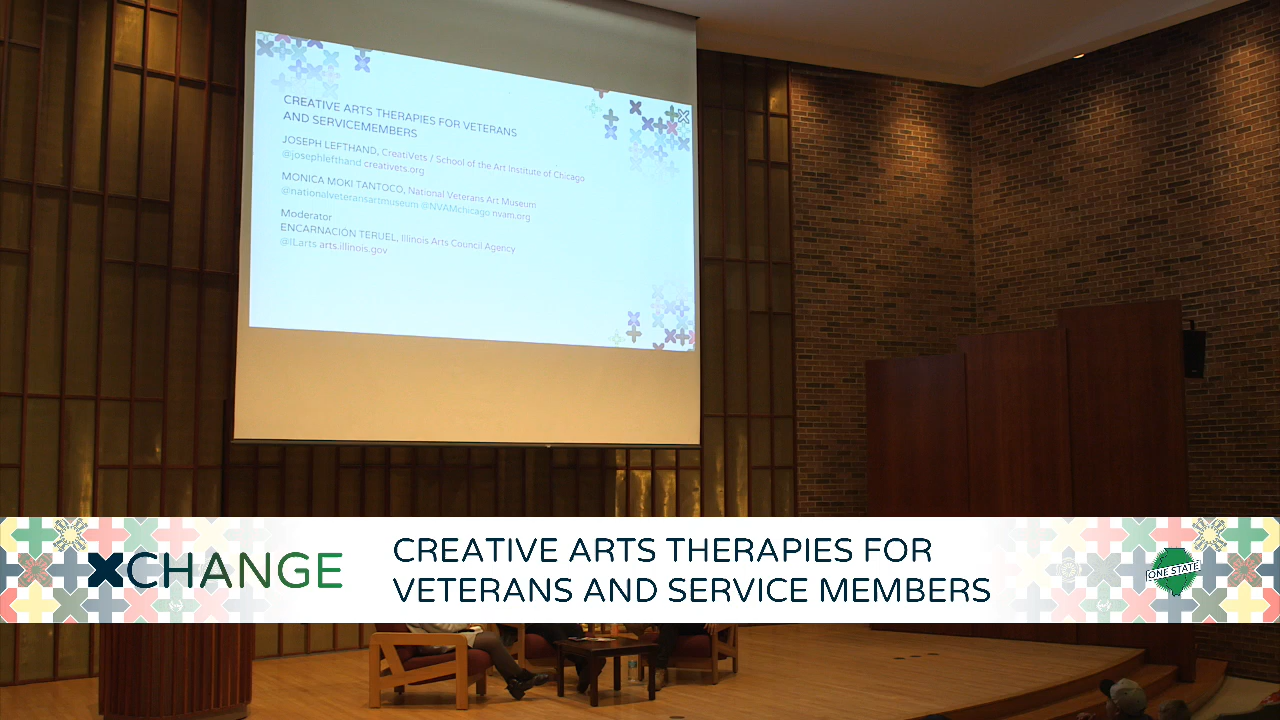 CREATIVE ARTS THERAPIES FOR VETERANS
AND SERVICEMEMBERS
JOSEPH LEFTHAND, CreatiVets / School of the Art Institute of Chicago
@josephlefthand creativets.org
MONICA MOKI TANTOCO, National Veterans Art Museum
@nationalveteransartmuseum @NVAMchicago nvam.org
Moderator
ENCARNACIÓN TERUEL, Illinois Arts Council Agency
@ILarts arts.illinois.gov
XCHANGE
CREATIVE ARTS THERAPIES FOR
VETERANS AND SERVICE MEMBERS
ONE STATE